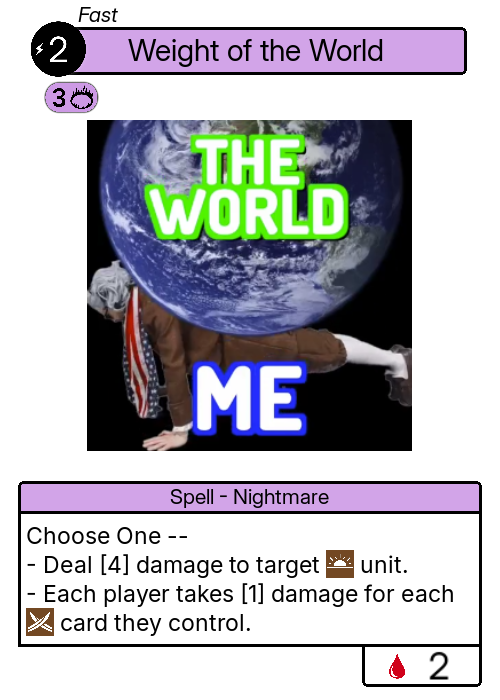 Fast
2 Weight of the World
3
THE
WORLD
ME
Spell - Nightmare
Choose One --
- Deal [4] damage to target unit.
- Each player takes [1] damage for each
card they control.
2